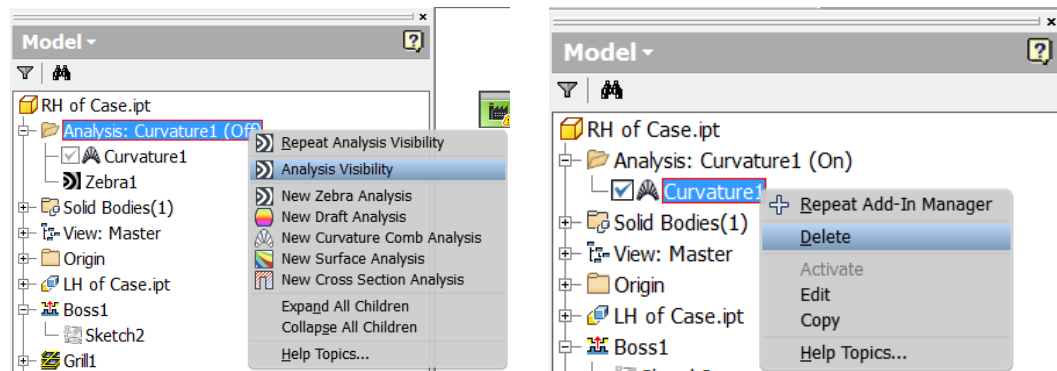 Model
RH of Case.ipt
Analysis: Curvature1 (Off)
Curvature1
Zebra1
Solid Bodies(1)
View: Master
Origin
LH of Case.ipt
Boss1
Sketch2
Grill1
Repeat Analysis Visibility
Analysis Visibility
New Zebra Analysis
New Draft Analysis
New Curvature Comb Analysis
New Surface Analysis
New Cross Section Analysis
Expand All Children
Collapse All Children
Help Topics...
Model
RH of Case.ipt
Analysis: Curvature1 (On)
Curvature1
Solid Bodies(1)
View: Master
Origin
LH of Case.ipt
Boss1
Repeat Add-In Manager
Delete
Activate
Edit
Copy
Help Topics...